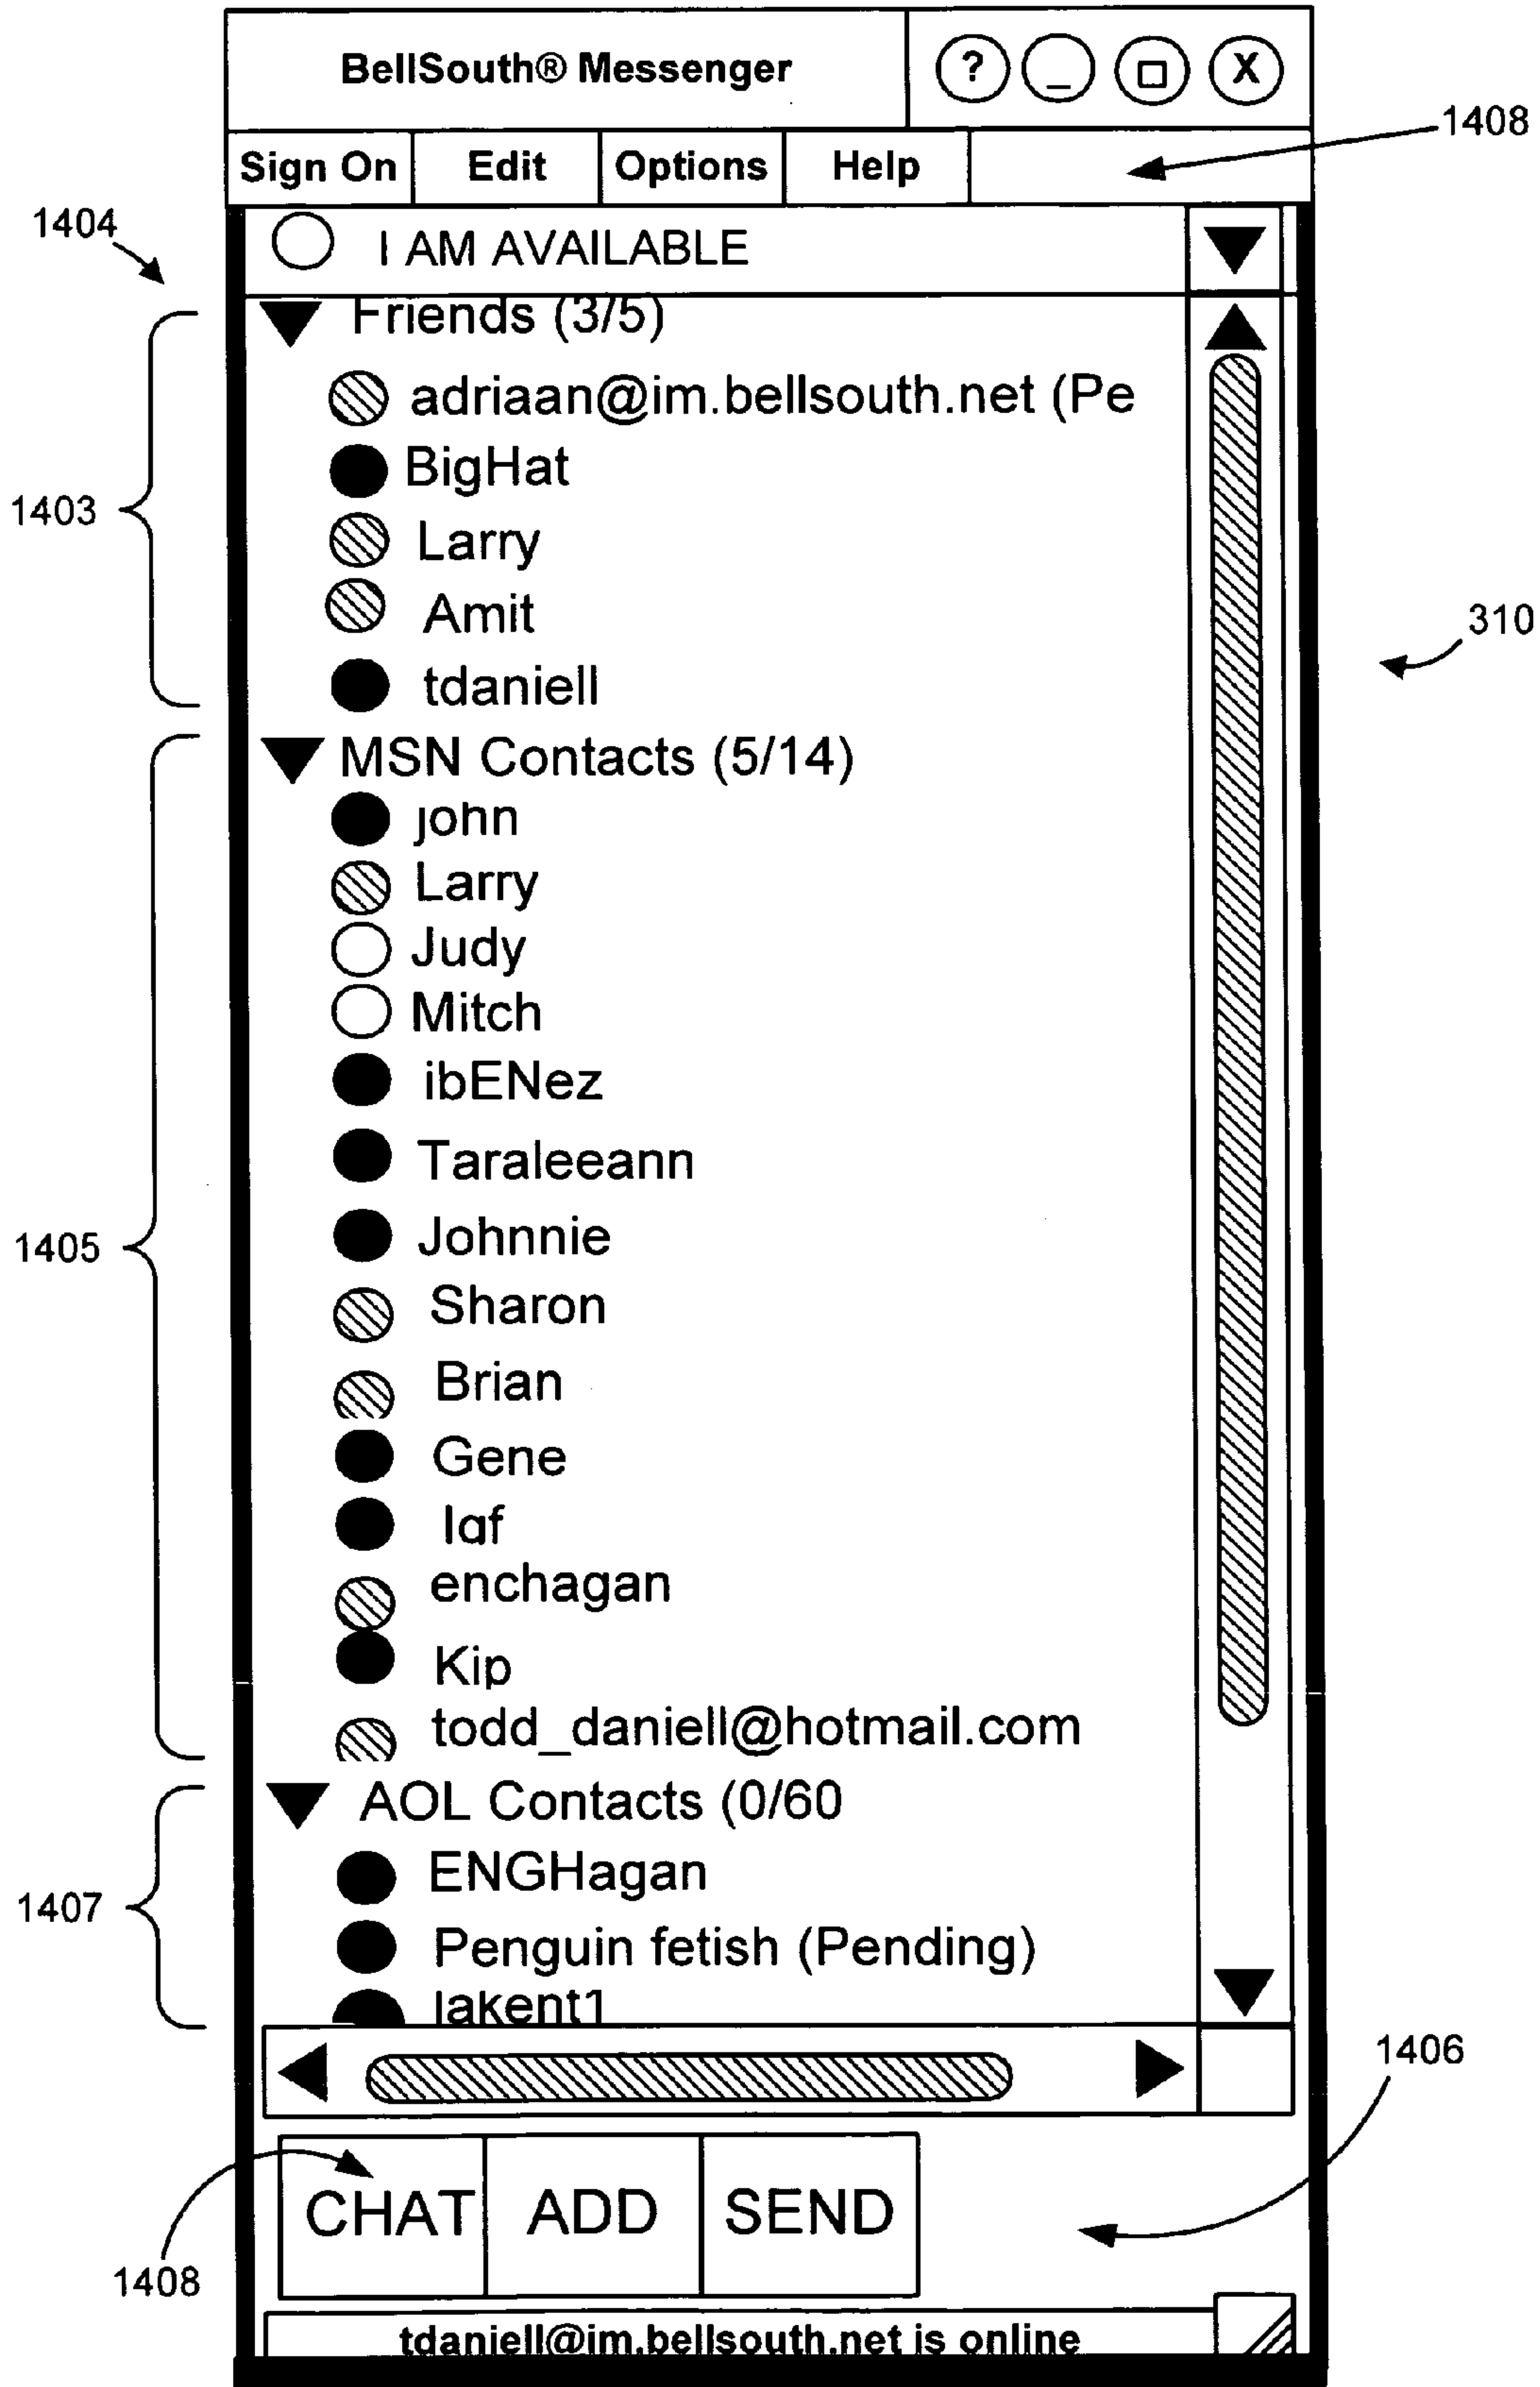 BellSouth® Messenger ? _ X
1408
Sign On Edit Options Help
1404
I AM AVAILABLE
Friends (3/5)
adriaan@im.bellsouth.net (Pe
BigHat
1403
Larry
Amit
310
tdaniell
MSN Contacts (5/14)
john
Larry
Judy
Mitch
ibENez
Taraleeann
1405
Johnnie
Sharon
Brian
Gene
enchagan
Kip
todd_daniell@hotmail.com
AOL Contacts (0/60
ENGHagan
1407
Penguin fetish (Pending)
lakent1
1406
CHAT ADD SEND
1408
tdaniell@im.bellsouth.net is online